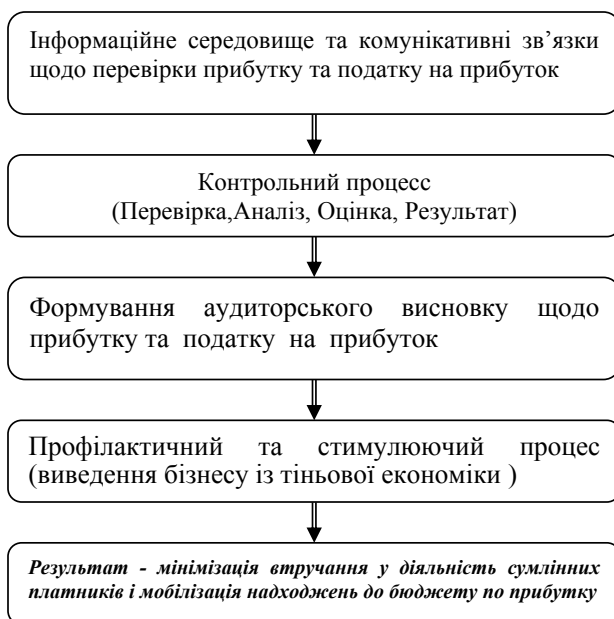 Інформаційне середовище та комунікативні зв’язки
щодо перевірки прибутку та податку на прибуток
Контрольний процесс
(Перевірка,Аналіз, Оцінка, Результат)
Формування аудиторського висновку щодо
прибутку та податку на прибуток
Профілактичний та стимулюючий процес
(виведення бізнесу із тіньової економіки )
Результат - мінімізація втручання у діяльність сумлінних
платників і мобілізація надходжень до бюджету по прибутку